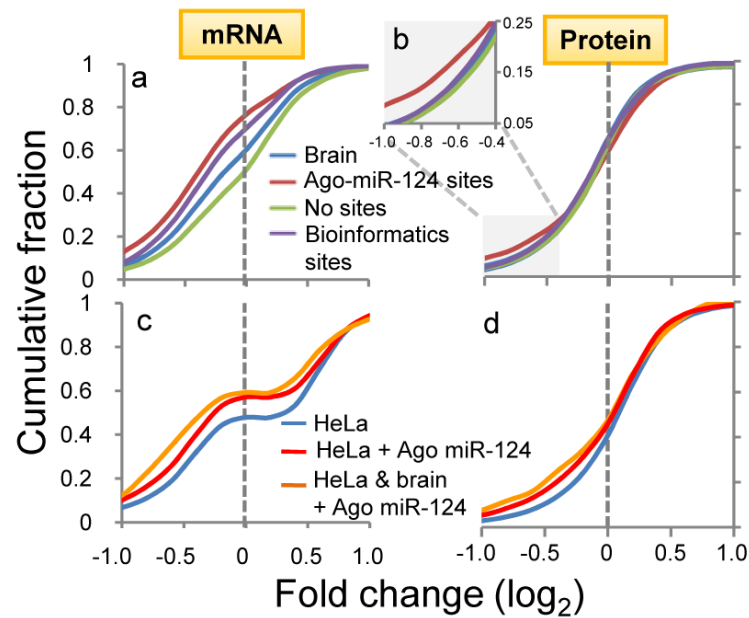 mRNA
Protein
Cumulative fraction
a
1
0.8
0.6
0.4
0.2
0
Brain
Ago-miR-124 sites
No sites
Bioinformatics
sites
b
0.25
0.15
0.05
-1.0 -0.8 -0.6 -0.4
c
1
0.8
0.6
0.4
0.2
0
-1.0 -0.5 0 0.5 1.0
d
HeLa
HeLa + Ago miR-124
HeLa & brain
+ Ago miR-124
-1.0 -0.5 0 0.5 1.0
Fold change (log2)